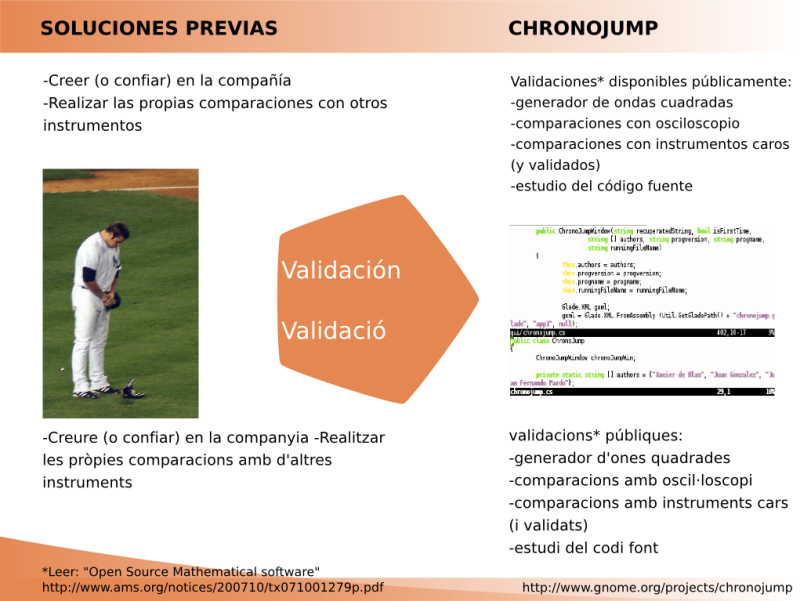 SOLUCIONES PREVIAS
-Creer (o confiar) en la compañía
-Realizar las propias comparaciones con otros
instrumentos
Validación
Validació
-Creure (o confiar) en la companyia -Realitzar
les pròpies comparacions amb d'altres
instruments
CHRONOJUMP
Validaciones* disponibles públicamente:
-generador de ondas cuadradas
-comparaciones con osciloscopio
-comparaciones con instrumentos caros
(y validados)
-estudio del código fuente
public ChronoJumpWindow(string recuperatedString, bool isFirstTime,
string [] authors, string progversion, string progname,
string runningFileName)
{
this.authors = authors;
this.progversion = progversion;
this.progname = progname;
this.runningFileName = runningFileName;
Glade.XML gxml;
gxml = Glade.XML.FromAssembly (Util.GetGladePath() + "chronojump.g
lade", "app1", null);
gui/chronojump.cs 402,10-17
public class ChronoJump
{
ChronoJumpWindow chronoJumpWin;
private static string [] authors = {"Xavier de Blas", "Juan González", "Ju
an Fernando Pardo"};
chronojump.cs 29,1
validacions* públiques:
-generador d'ones quadrades
-comparacions amb oscil·loscopi
-comparacions amb instruments cars
(i validats)
-estudi del codi font
*Leer: "Open Source Mathematical software"
http://www.ams.org/notices/200710/tx071001279p.pdf
http://www.gnome.org/projects/chronojump